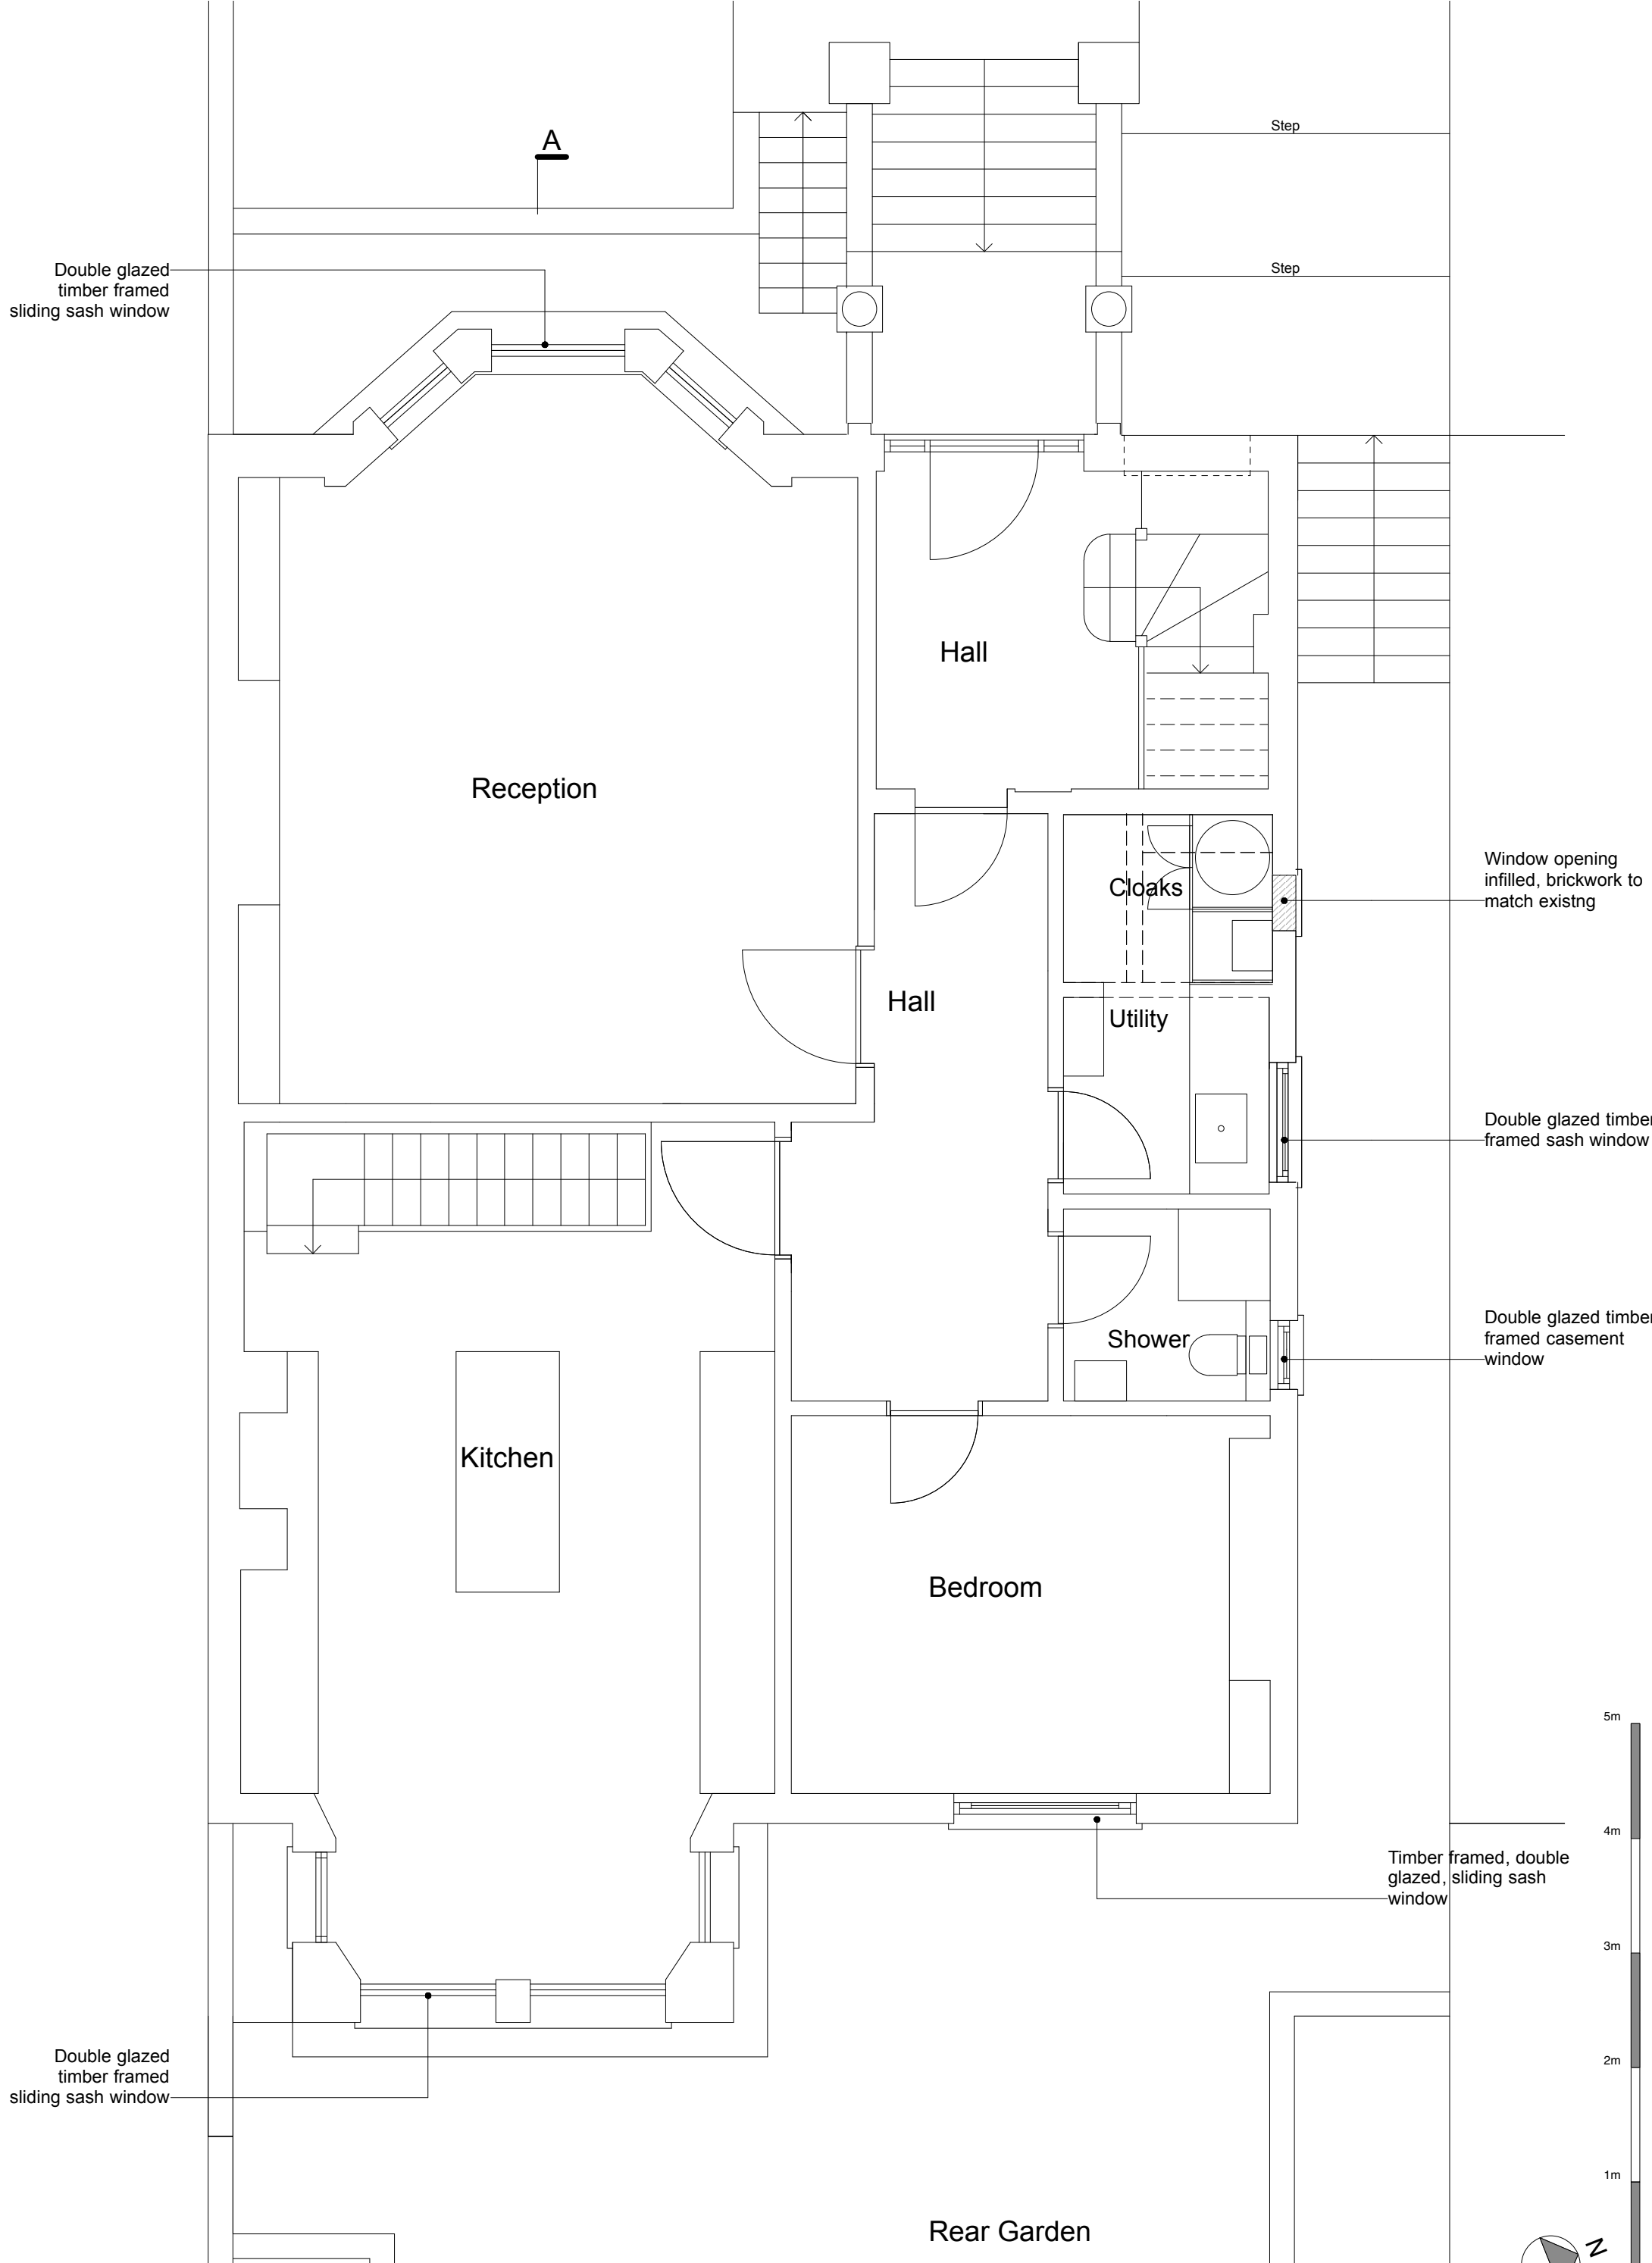 A
Step
Step
Double glazed
timber framed
sliding sash window
Hall
Reception
Window opening
infilled, brickwork to
match existng
Cloaks
Hall
Utility
Double glazed timber
framed sash window
Double glazed timber
framed casement
window
Shower
Kitchen
Bedroom
5m
4m
Timber framed, double
glazed, sliding sash
window
3m
Double glazed
timber framed
sliding sash window
2m
1m
Rear Garden
N